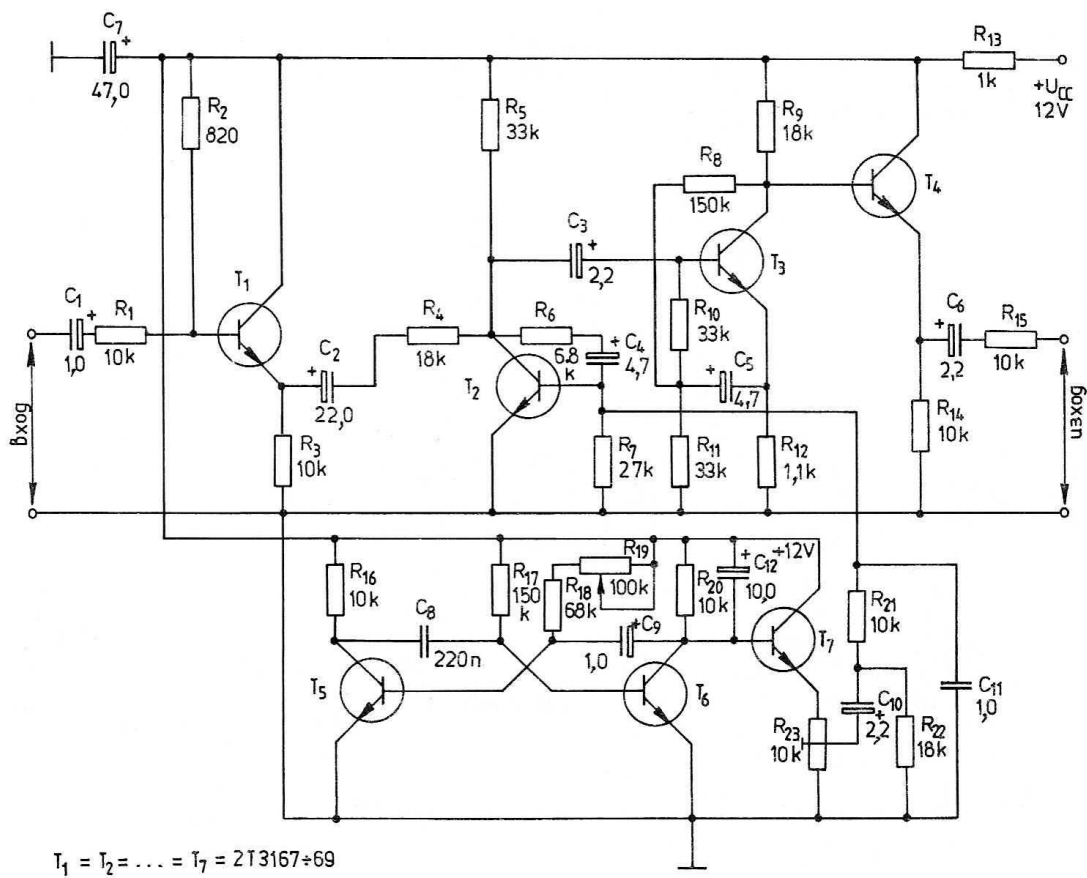 C₇
+
47,0
R₂
820
R₅
33k
R₉
18k
R₁₃
1k
+U_CC
12V
R₈
150k
T₄
C₃
+
2,2
T₃
C₁
+
1,0
R₁
10k
T₁
R₄
18k
R₆
6.8
k
C₄
+
4,7
R₁₀
33k
C₆
+
2,2
R₁₅
10k
C₂
+
22,0
T₂
C₅
+
4,7
вход
R₃
10k
R₇
27k
R₁₁
33k
R₁₂
1,1k
R₁₄
10k
изход
R₁₆
10k
R₁₇
150
k
R₁₈
68k
R₁₉
100k
R₂₀
10k
+
C₁₂
÷12V
10,0
R₂₁
10k
C₈
220n
+
C₉
1,0
T₇
T₅
T₆
C₁₀
+
2,2
R₂₂
18k
C₁₁
1,0
R₂₃
10k
T₁ = T₂ = . . . = T₇ = 2T3167÷69